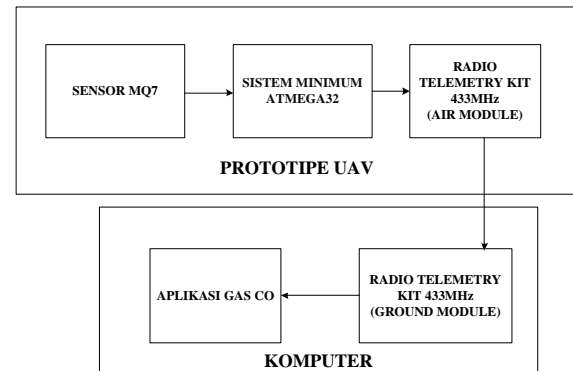 SENSOR MQ7
SISTEM MINIMUM
ATMEGA32
RADIO
TELEMETRY KIT
433MHz
(AIR MODULE)
PROTOTIPE UAV
APLIKASI GAS CO
RADIO TELEMETRY
KIT 433MHz
(GROUND MODULE)
KOMPUTER